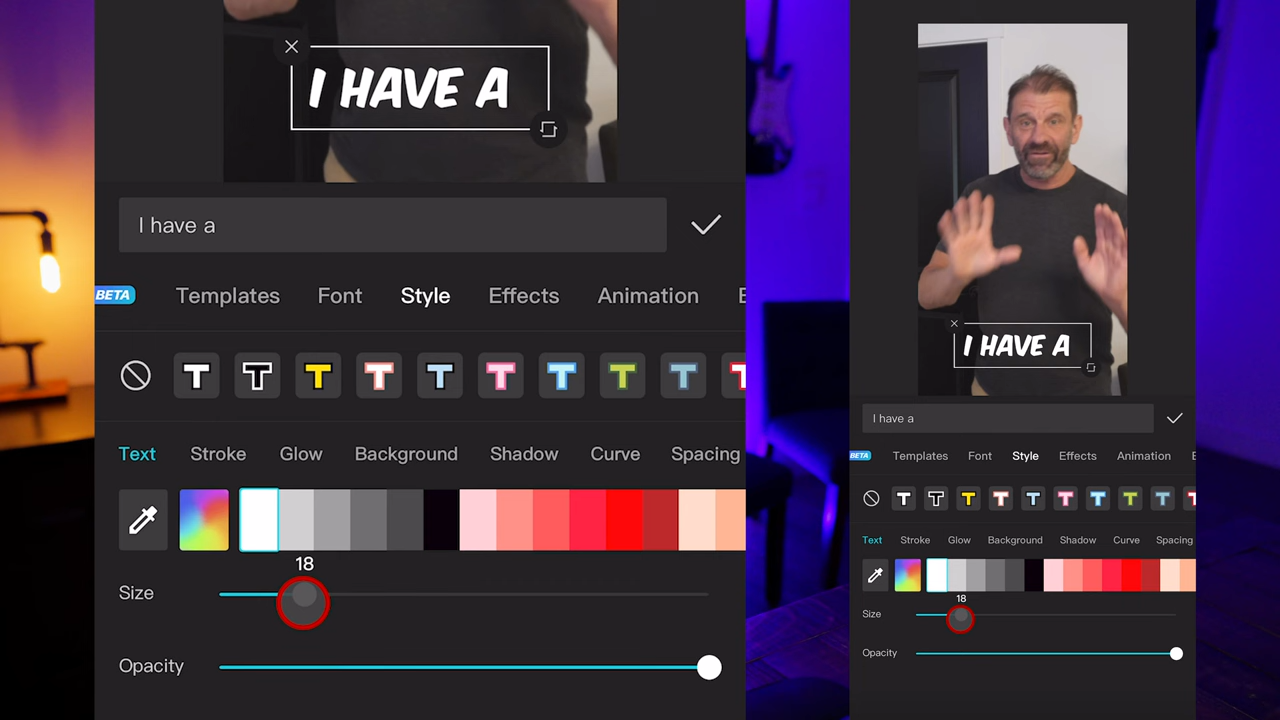 I HAVE A
I have a
BETA Templates Font Style Effects Animation E
T T T T T T T T T T
Text Stroke Glow Background Shadow Curve Spacing
18
Size
Opacity
I HAVE A
I have a
BETA Templates Font Style Effects Animation E
T T T T T T T T T T
Text Stroke Glow Background Shadow Curve Spacing
18
Size
Opacity